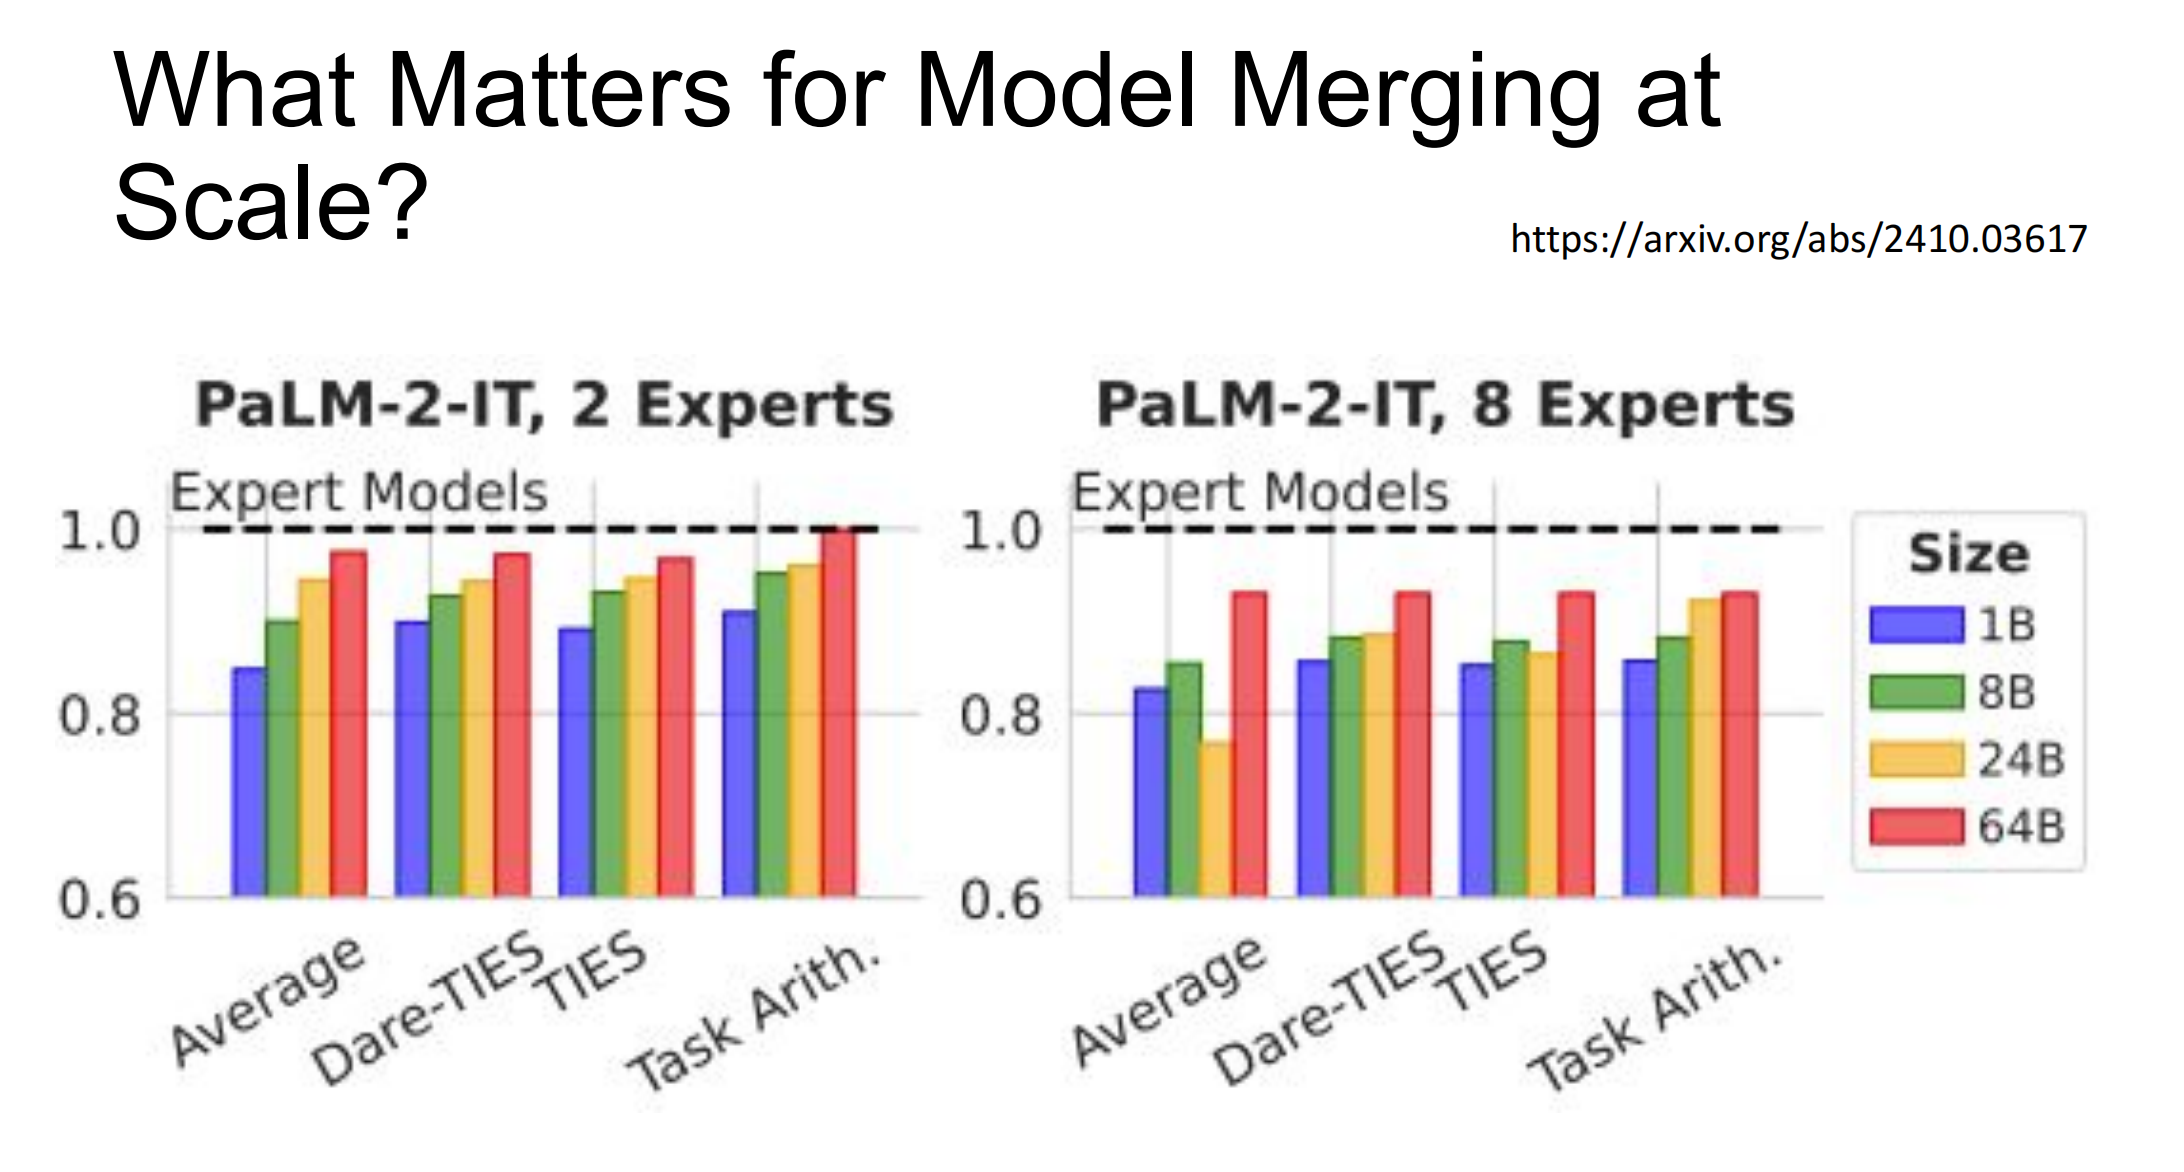 What Matters for Model Merging at
Scale?
https://arxiv.org/abs/2410.03617
PaLM-2-IT, 2 Experts
Expert Models
1.0
0.8
0.6
Average
Dare-TIES
TIES
Task Arith.
PaLM-2-IT, 8 Experts
Expert Models
1.0
0.8
0.6
Average
Dare-TIES
TIES
Task Arith.
Size
1B
8B
24B
64B